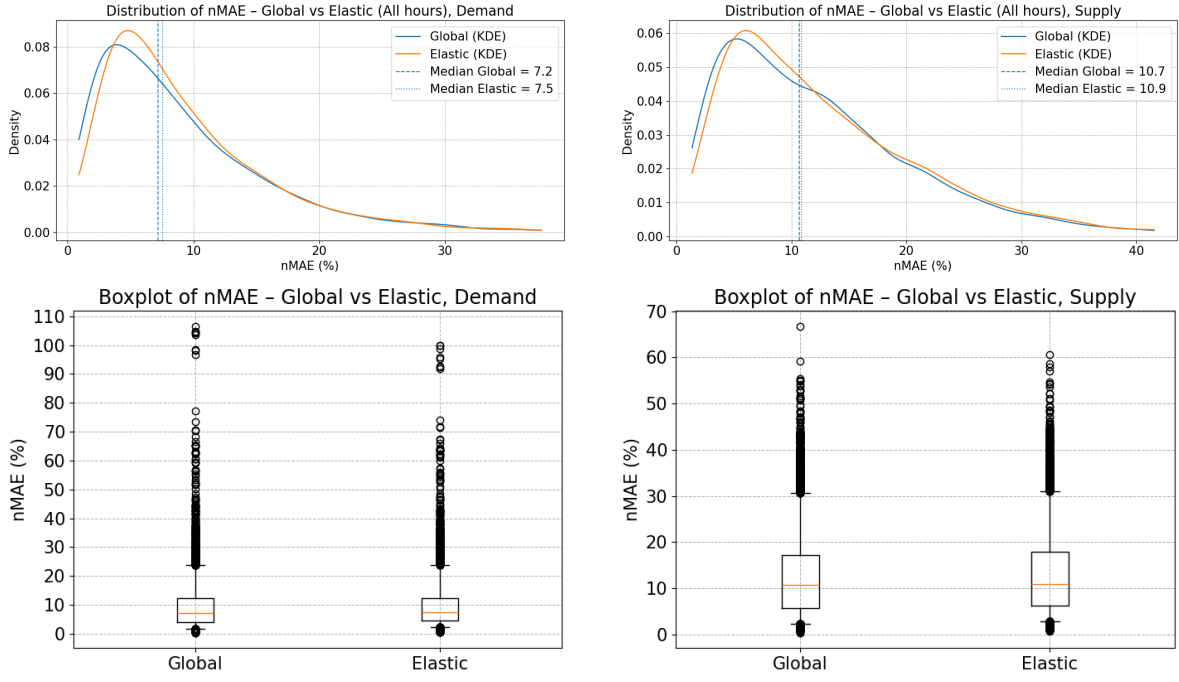 Distribution of nMAE – Global vs Elastic (All hours), Demand
Density
0.08
0.06
0.04
0.02
0.00
Global (KDE)
Elastic (KDE)
Median Global = 7.2
Median Elastic = 7.5
0 10 20 30
nMAE (%)
Distribution of nMAE – Global vs Elastic (All hours), Supply
Density
0.06
0.05
0.04
0.03
0.02
0.01
0.00
Global (KDE)
Elastic (KDE)
Median Global = 10.7
Median Elastic = 10.9
0 10 20 30 40
nMAE (%)
Boxplot of nMAE – Global vs Elastic, Demand
nMAE (%)
110
100
90
80
70
60
50
40
30
20
10
0
Global Elastic
Boxplot of nMAE – Global vs Elastic, Supply
nMAE (%)
70
60
50
40
30
20
10
0
Global Elastic